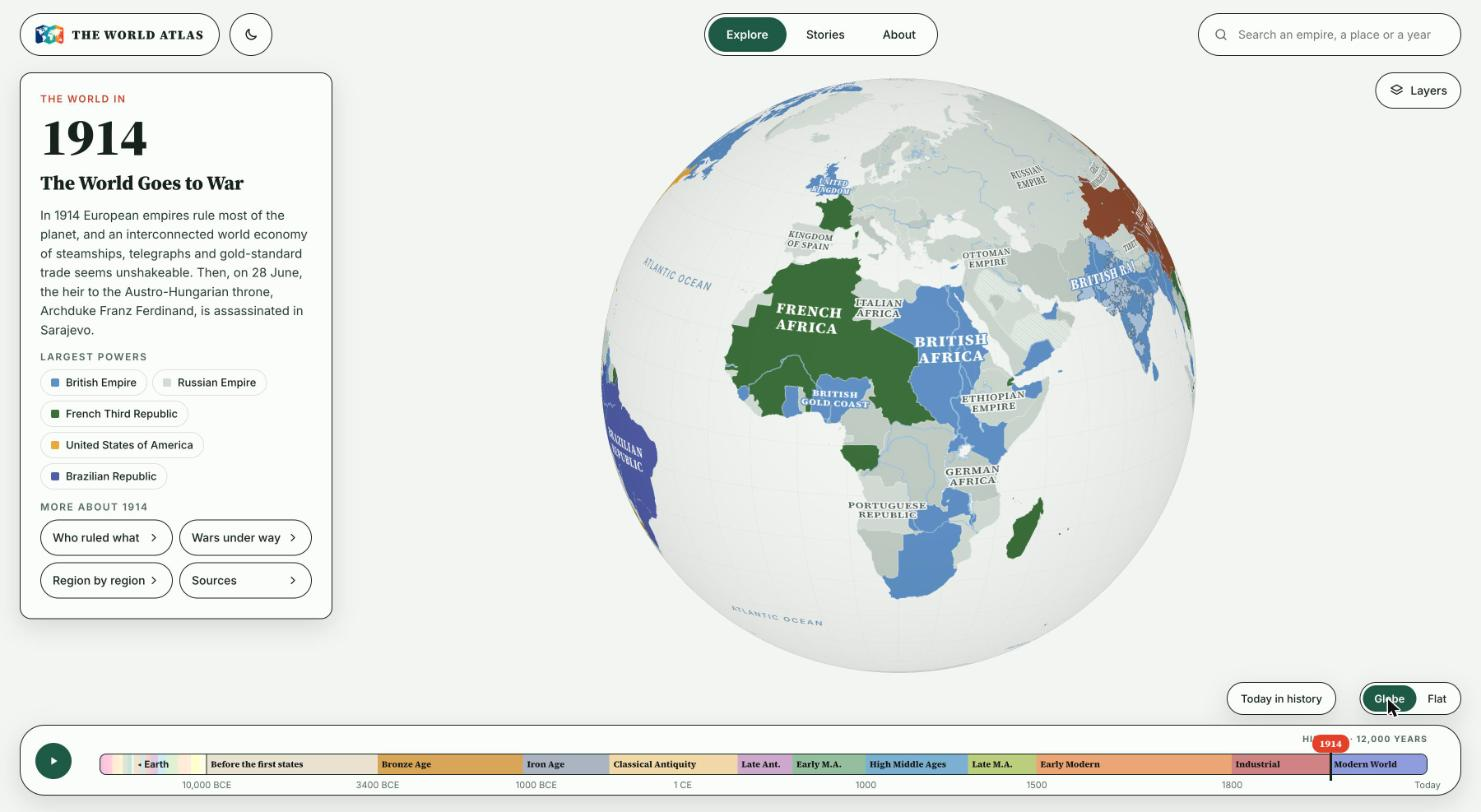 THE WORLD ATLAS
Explore
Stories
About
Search an empire, a place or a year
Layers
THE WORLD IN
1914
The World Goes to War
In 1914 European empires rule most of the
planet, and an interconnected world economy
of steamships, telegraphs and gold-standard
trade seems unshakeable. Then, on 28 June,
the heir to the Austro-Hungarian throne,
Archduke Franz Ferdinand, is assassinated in
Sarajevo.
LARGEST POWERS
British Empire
Russian Empire
French Third Republic
United States of America
Brazilian Republic
MORE ABOUT 1914
Who ruled what
Wars under way
Region by region
Sources
UNITED
KINGDOM
RUSSIAN
EMPIRE
KINGDOM
OF SPAIN
OTTOMAN
EMPIRE
TIBET
BRITISH RAJ
ATLANTIC OCEAN
FRENCH
AFRICA
ITALIAN
AFRICA
BRITISH
AFRICA
BRITISH
GOLD COAST
ETHIOPIAN
EMPIRE
BRAZILIAN
REPUBLIC
GERMAN
AFRICA
PORTUGUESE
REPUBLIC
ATLANTIC OCEAN
Today in history
Globe
Flat
12,000 YEARS
1914
Earth
Before the first states
Bronze Age
Iron Age
Classical Antiquity
Late Ant.
Early M.A.
High Middle Ages
Late M.A.
Early Modern
Industrial
Modern World
10,000 BCE
3400 BCE
1000 BCE
1 CE
1000
1500
1800
Today